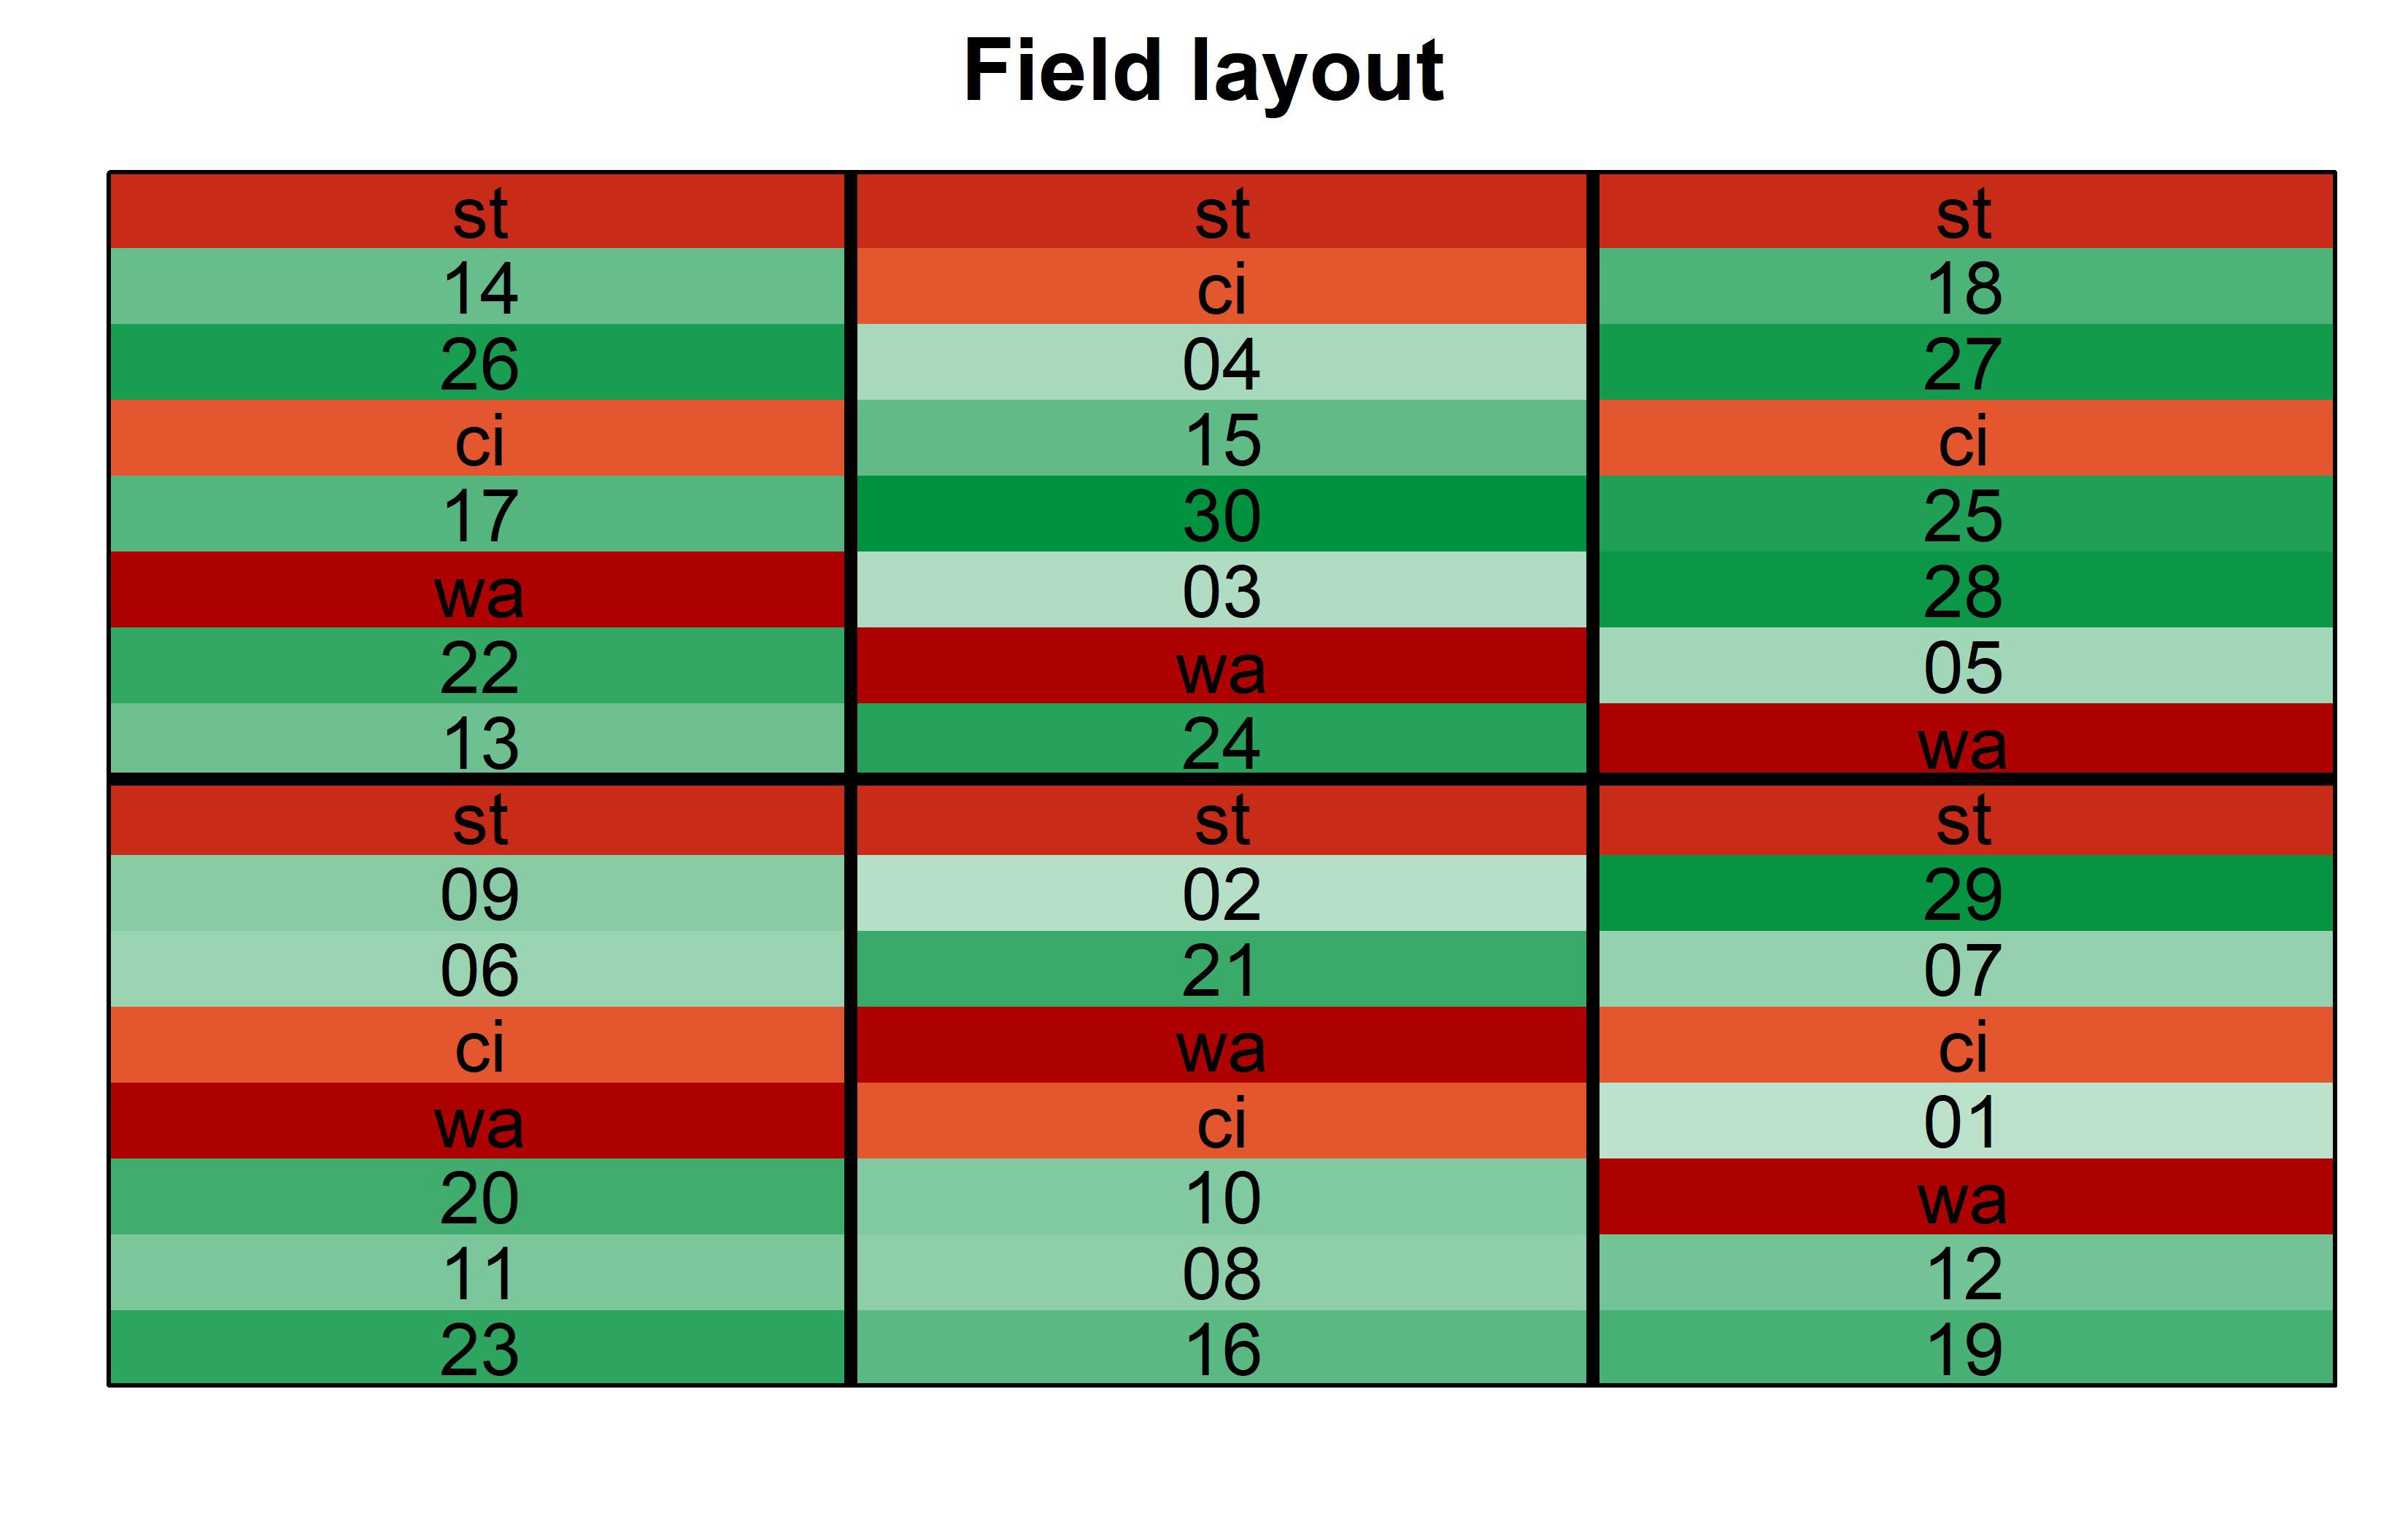 Field layout
st st st
14 ci 18
26 04 27
ci 15 ci
17 30 25
wa 03 28
22 wa 05
13 24 wa
st st st
09 02 29
06 21 07
ci wa ci
wa ci 01
20 10 wa
11 08 12
23 16 19